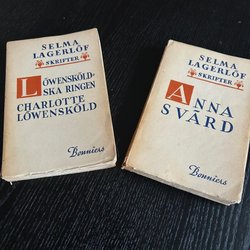 SELMA
LAGERLÖF
SKRIFTER
LÖWENSKÖLD-
SKA RINGEN
CHARLOTTE
LÖWENSKÖLD
Bonniers
SELMA
LAGERLÖF
SKRIFTER
ANNA
SVÄRD
Bonniers